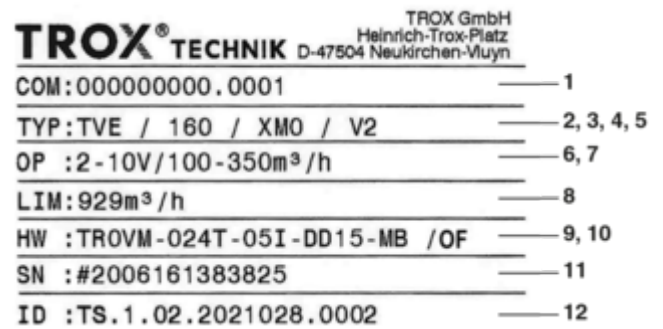 TROX® TECHNIK
TROX GmbH
Heinrich-Trox-Platz
D-47504 Neukirchen-Vluyn
COM:000000000.0001 1
TYP:TVE / 160 / XM0 / V2 2, 3, 4, 5
OP :2-10V/100-350m³/h 6, 7
LIM:929m³/h 8
HW :TROVM-024T-05I-DD15-MB /OF 9, 10
SN :#2006161383825 11
ID :TS.1.02.2021028.0002 12